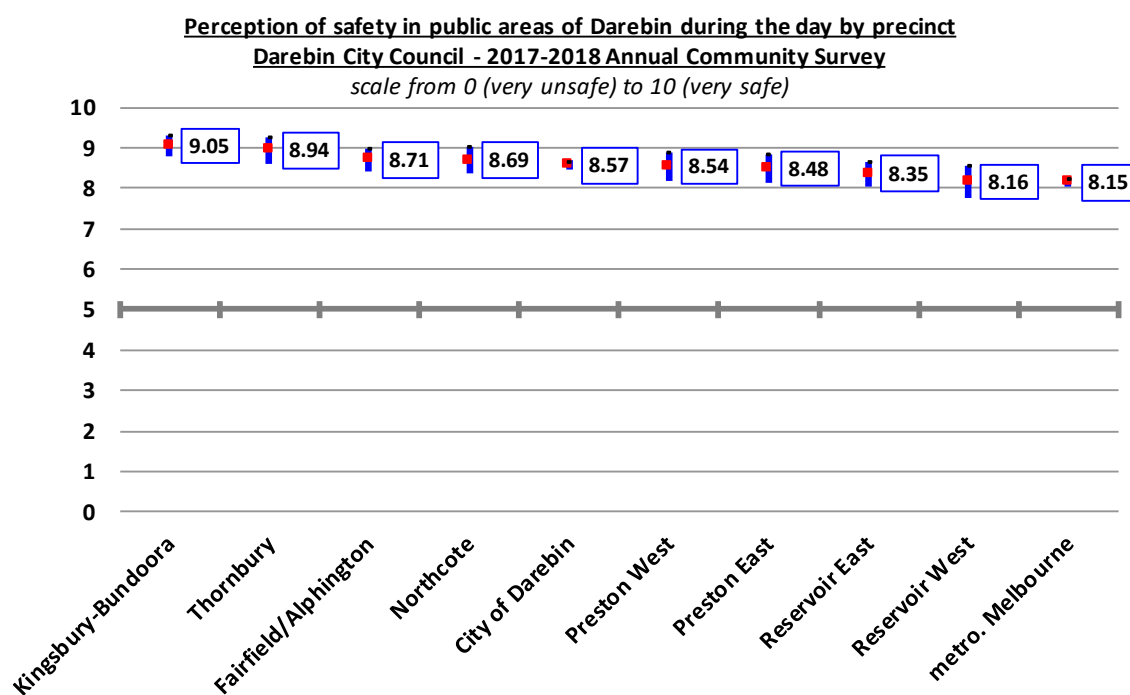 Perception of safety in public areas of Darebin during the day by precinct
Darebin City Council - 2017-2018 Annual Community Survey
scale from 0 (very unsafe) to 10 (very safe)
10
9
8
7
6
5
4
3
2
1
0
9.05
8.94
8.71
8.69
8.57
8.54
8.48
8.35
8.16
8.15
Kingsbury-Bundoora
Thornbury
Fairfield/Alphington
Northcote
City of Darebin
Preston West
Preston East
Reservoir East
Reservoir West
metro. Melbourne